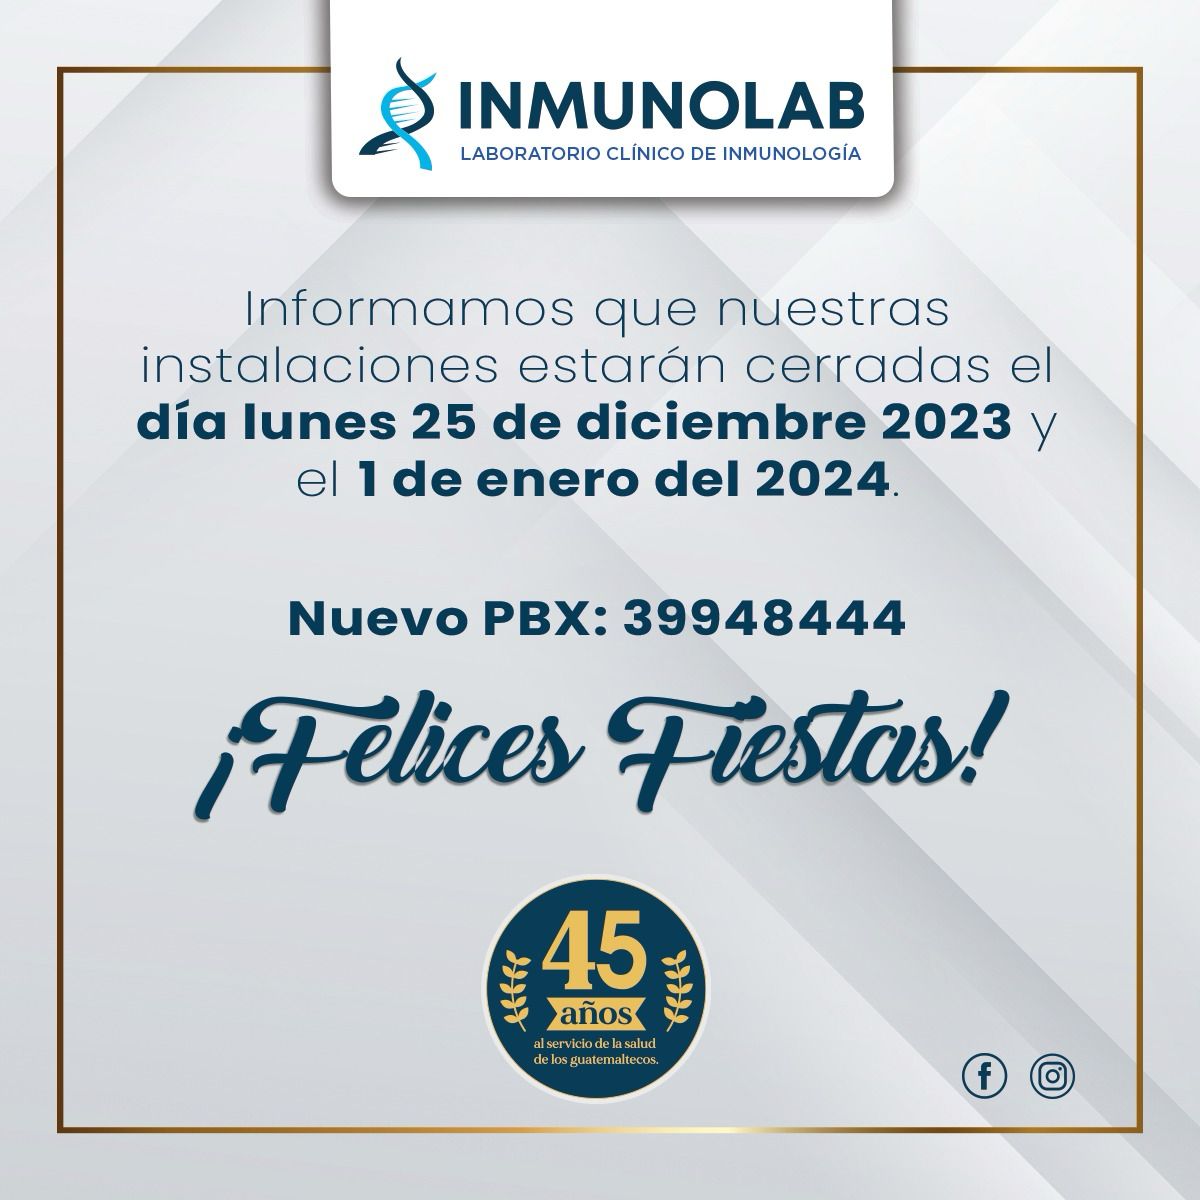 INMUNOLAB
LABORATORIO CLÍNICO DE INMUNOLOGÍA
Informamos que nuestras
instalaciones estarán cerradas el
día lunes 25 de diciembre 2023 y
el 1 de enero del 2024.
Nuevo PBX: 39948444
¡Felices Fiestas!
45
años
al servicio de la salud
de los guatemaltecos.